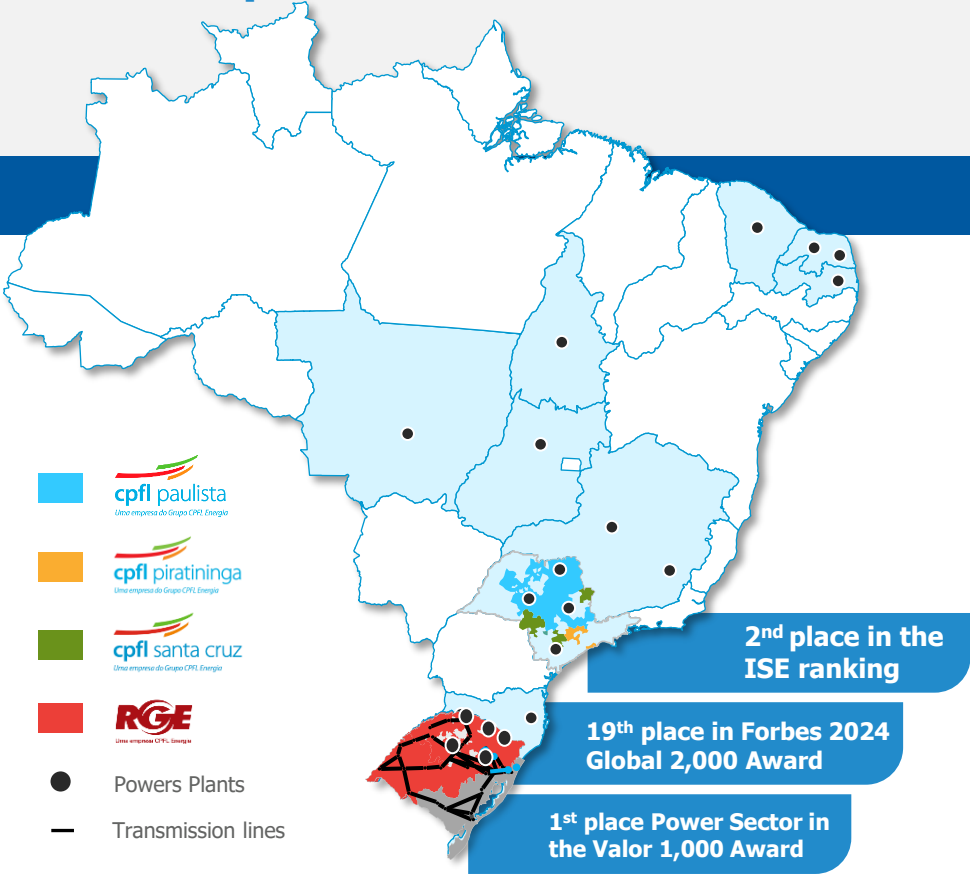 cpfl paulista
Uma empresa do Grupo CPFL Energia
cpfl piratininga
Uma empresa do Grupo CPFL Energia
cpfl santa cruz
Uma empresa do Grupo CPFL Energia
RGE
Uma empresa CPFL Energia
Powers Plants
Transmission lines
2nd place in the
ISE ranking
19th place in Forbes 2024
Global 2,000 Award
1st place Power Sector in
the Valor 1,000 Award